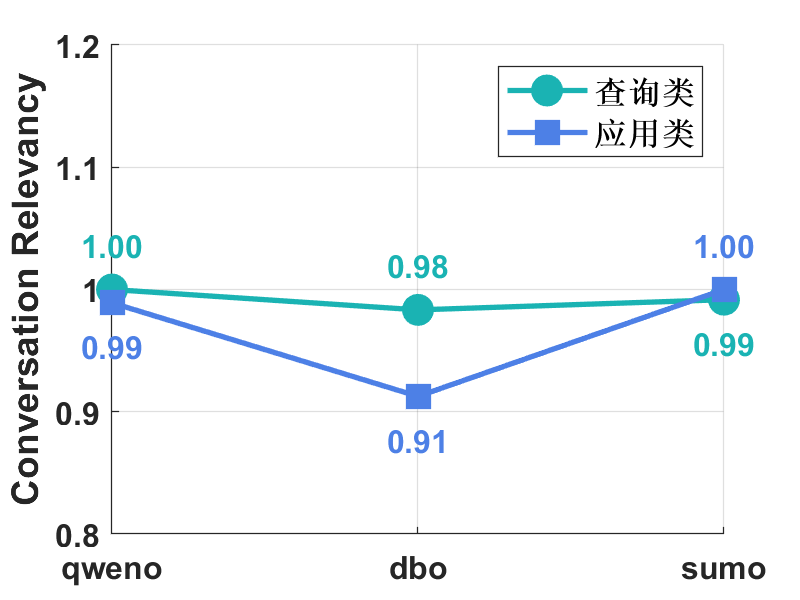 Conversation Relevancy
1.2
1.1
1
0.9
0.8
查询类
应用类
1.00
0.98
1.00
0.99
0.91
0.99
qweno
dbo
sumo